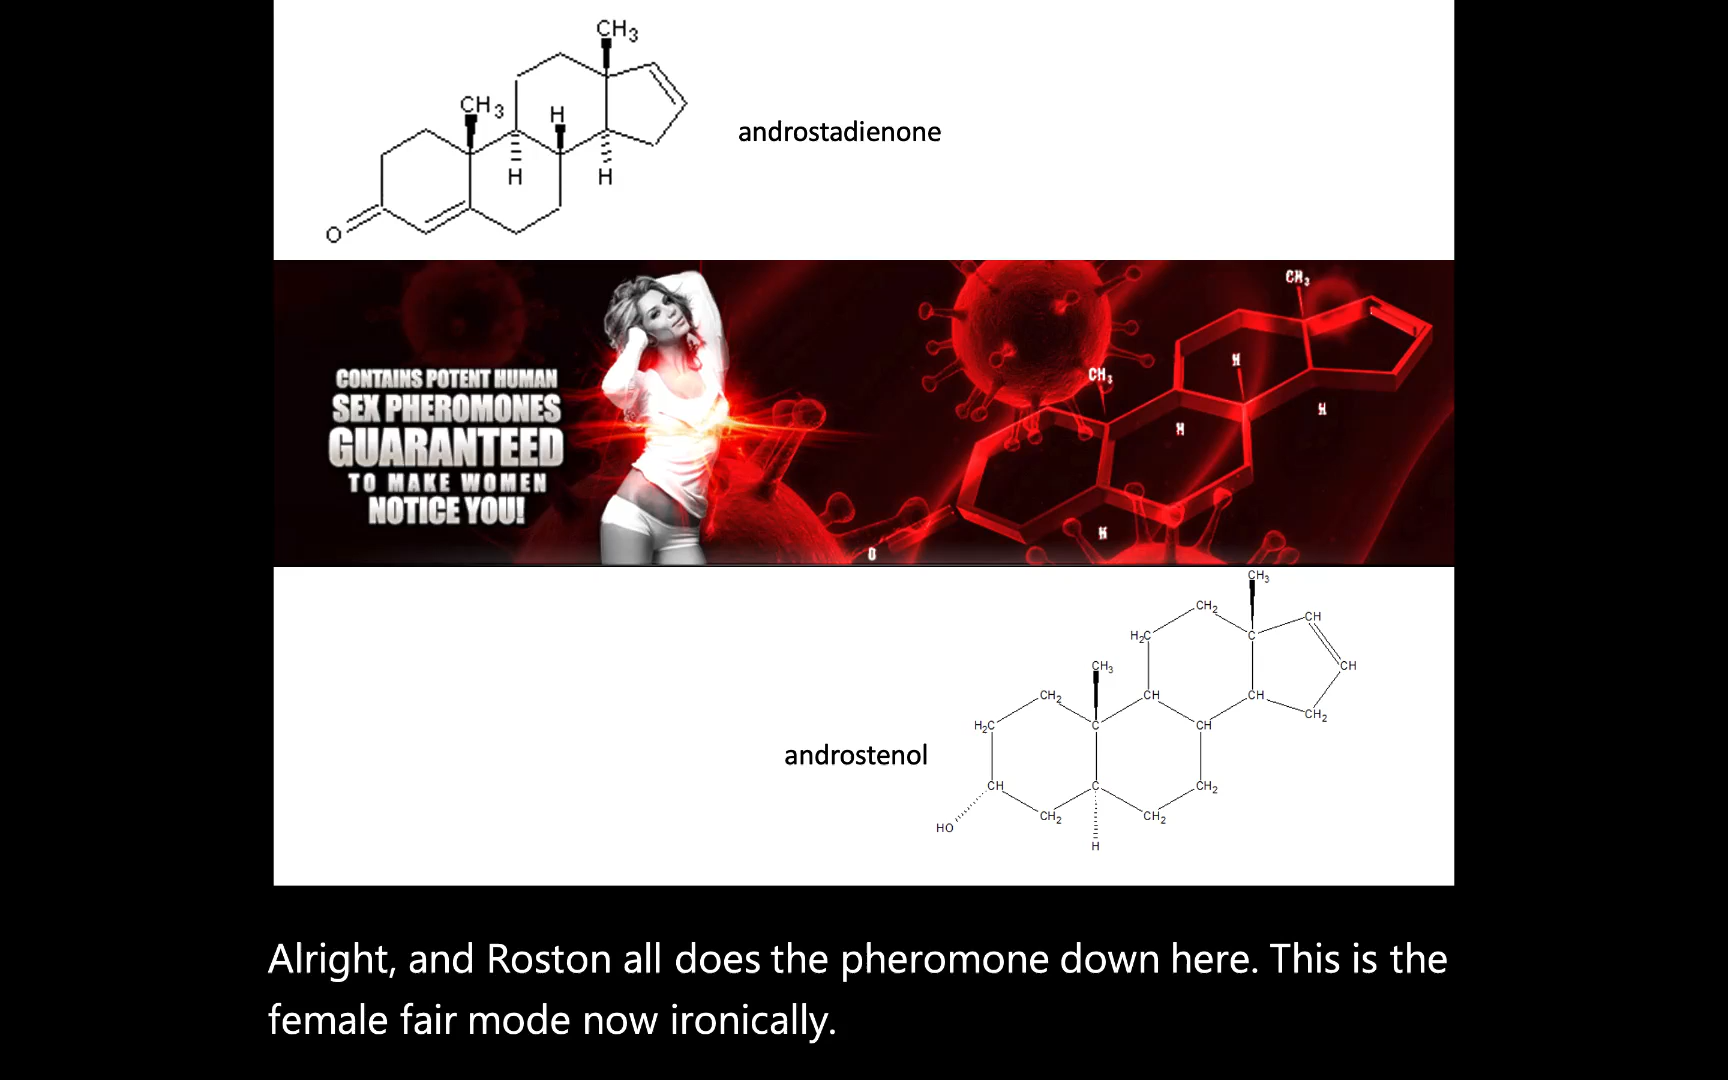 CH3
CH3
H
androstadienone
H
H
O
CH3
CONTAINS POTENT HUMAN
SEX PHEROMONES
GUARANTEED
TO MAKE WOMEN
NOTICE YOU!
H
CH3
H
H
H
O
CH3
CH2
CH
H2C
C
CH3
CH
CH2
CH
CH
CH2
H2C
C
CH
androstenol
CH
C
CH2
CH2
CH2
HO
H
Alright, and Roston all does the pheromone down here. This is the
female fair mode now ironically.